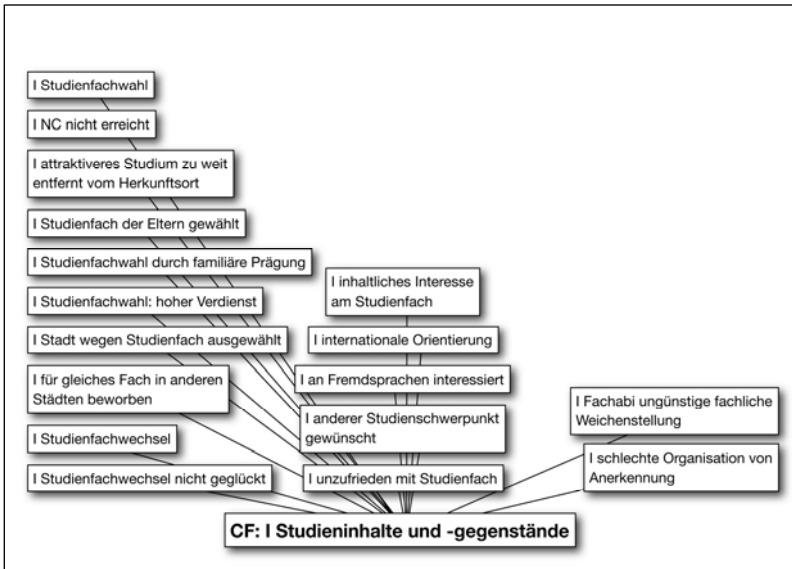 I Studienfachwahl
I NC nicht erreicht
I attraktiveres Studium zu weit
entfernt vom Herkunftsort
I Studienfach der Eltern gewählt
I Studienfachwahl durch familiäre Prägung
I Studienfachwahl: hoher Verdienst
I Stadt wegen Studienfach ausgewählt
I für gleiches Fach in anderen
Städten beworben
I Studienfachwechsel
I Studienfachwechsel nicht geglückt
I inhaltliches Interesse
am Studienfach
I internationale Orientierung
I an Fremdsprachen interessiert
I anderer Studienschwerpunkt
gewünscht
I unzufrieden mit Studienfach
I Fachabi ungünstige fachliche
Weichenstellung
I schlechte Organisation von
Anerkennung
CF: I Studieninhalte und -gegenstände